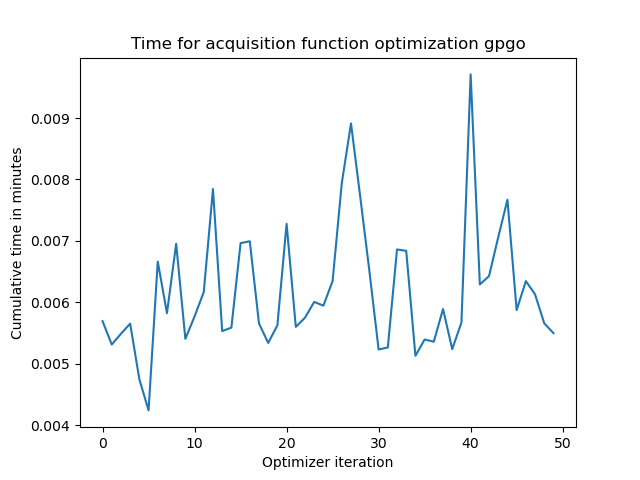 Time for acquisition function optimization gpgo
Cumulative time in minutes
0.009
0.008
0.007
0.006
0.005
0.004
0 10 20 30 40 50
Optimizer iteration